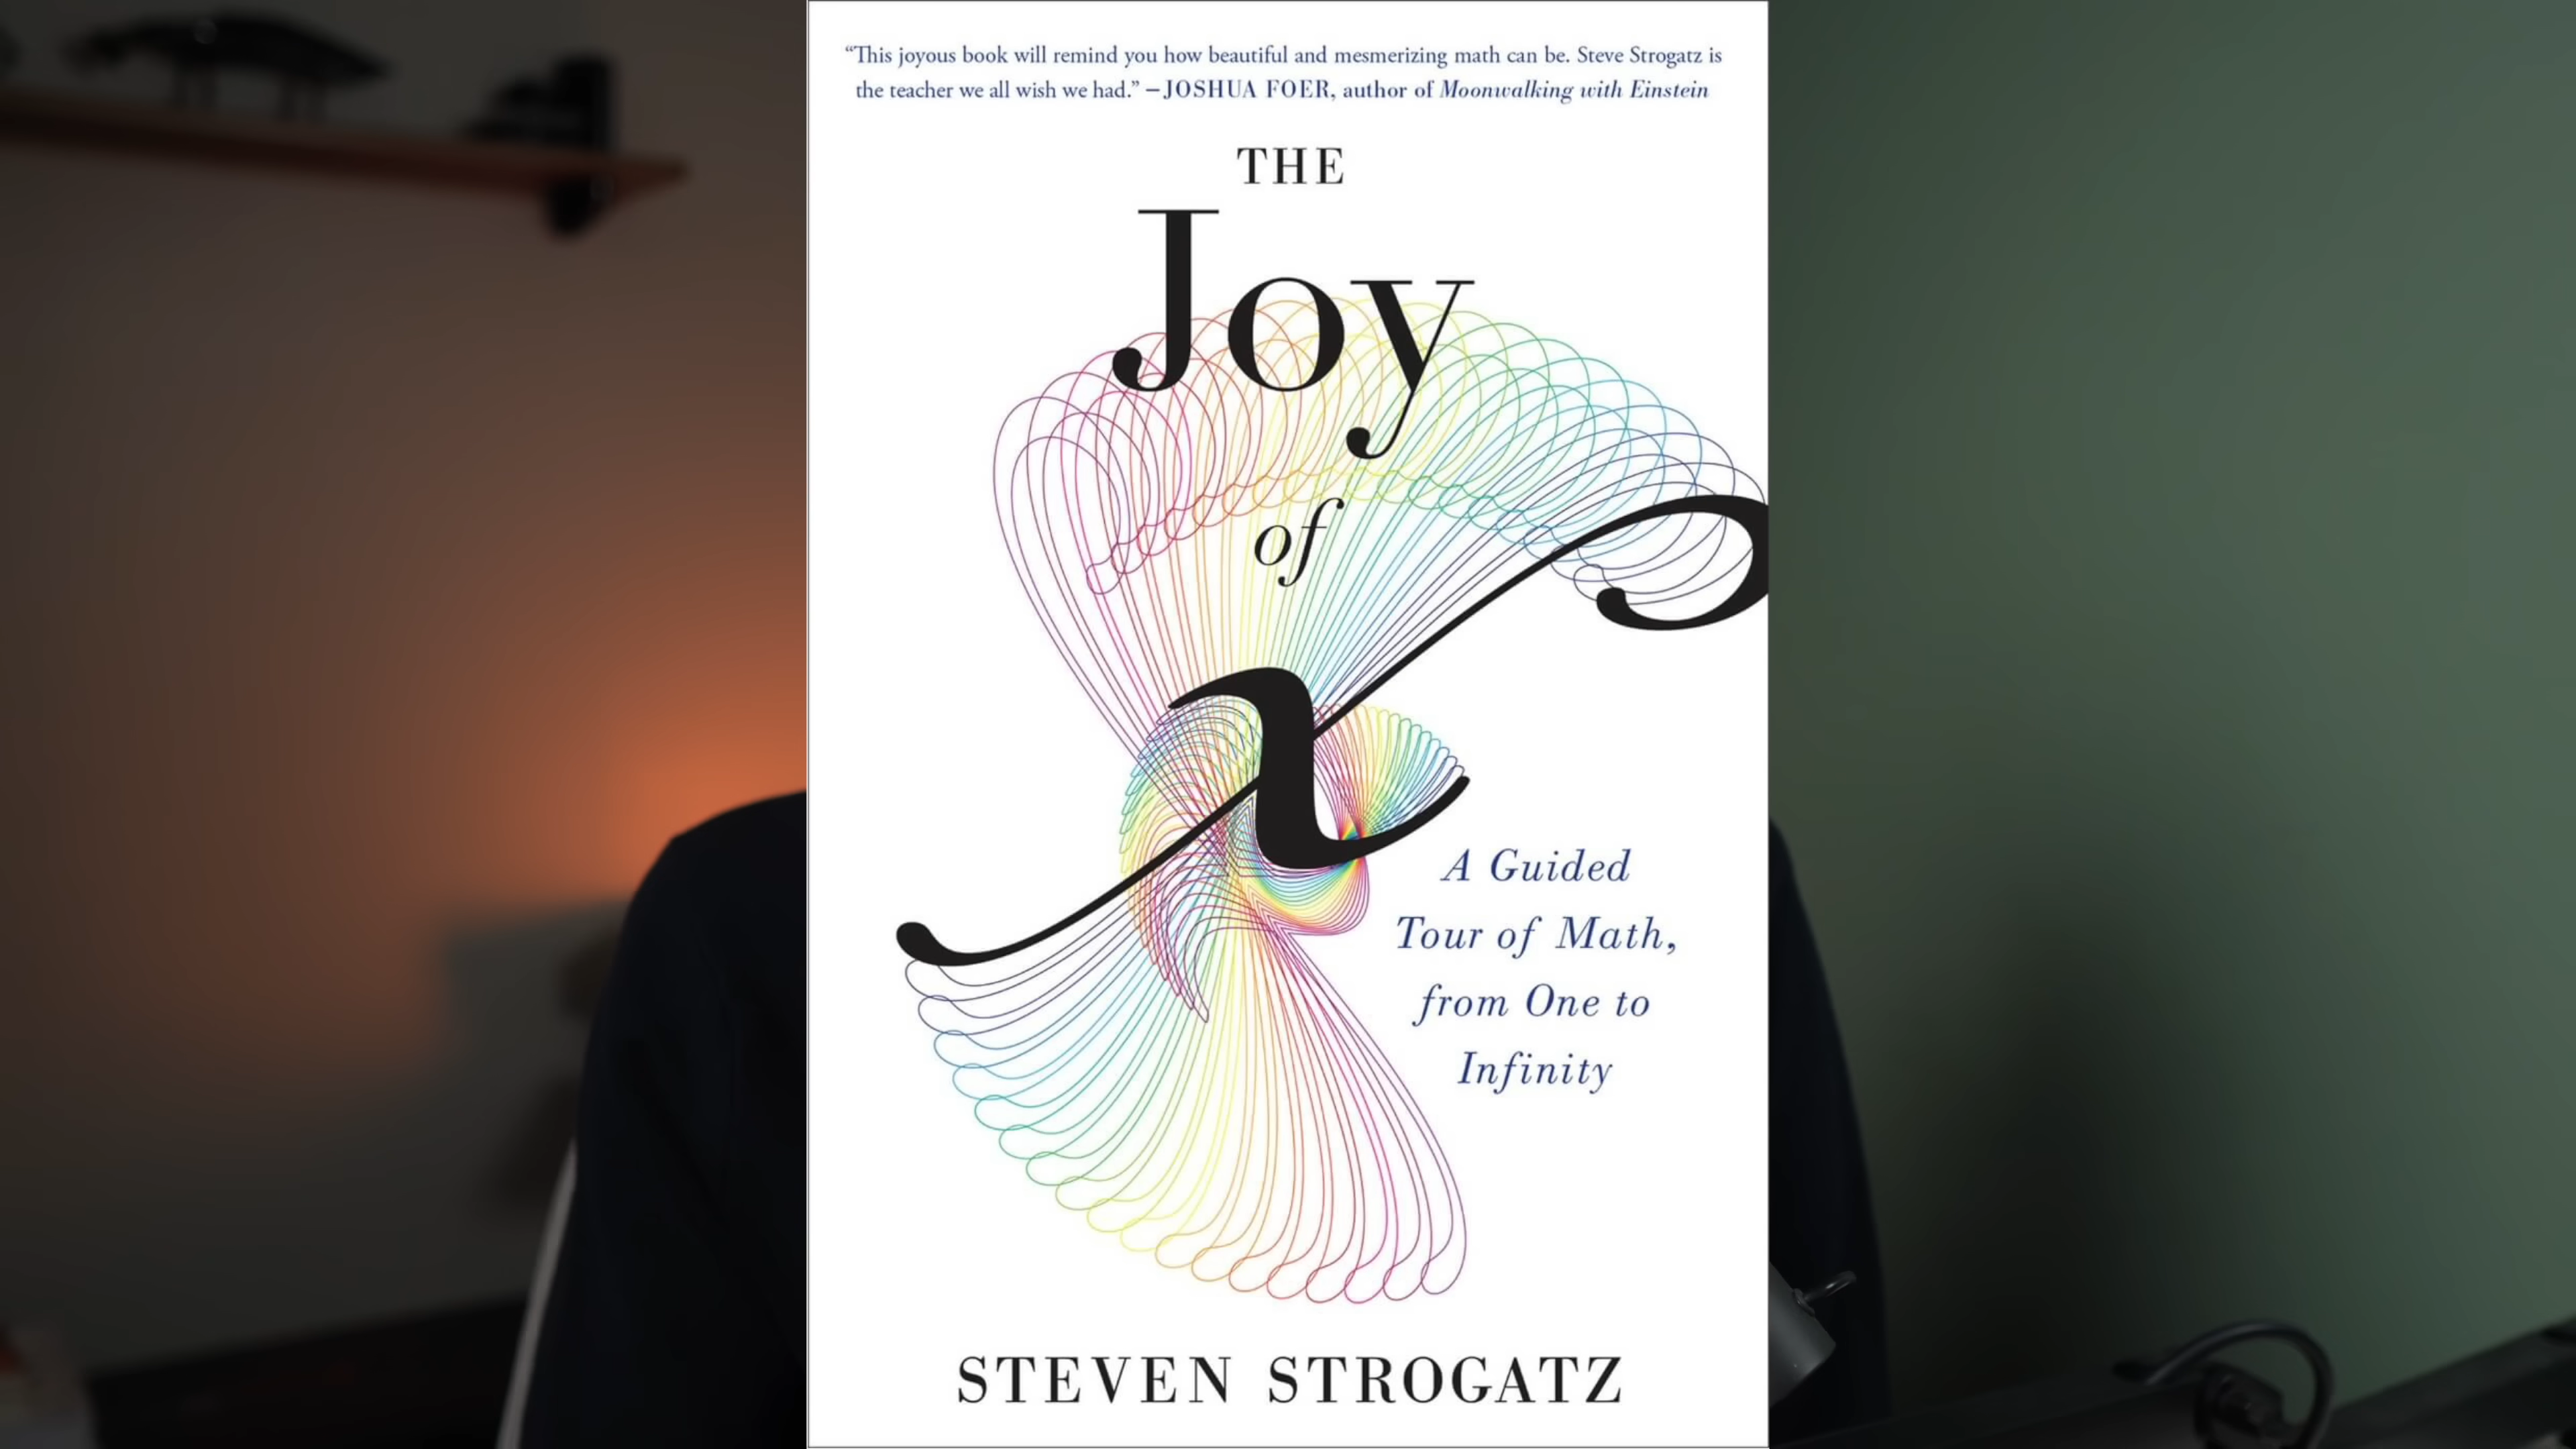 “This joyous book will remind you how beautiful and mesmerizing math can be. Steve Strogatz is
the teacher we all wish we had.” —JOSHUA FOER, author of Moonwalking with Einstein
THE
Joy
of
x
A Guided
Tour of Math,
from One to
Infinity
STEVEN STROGATZ